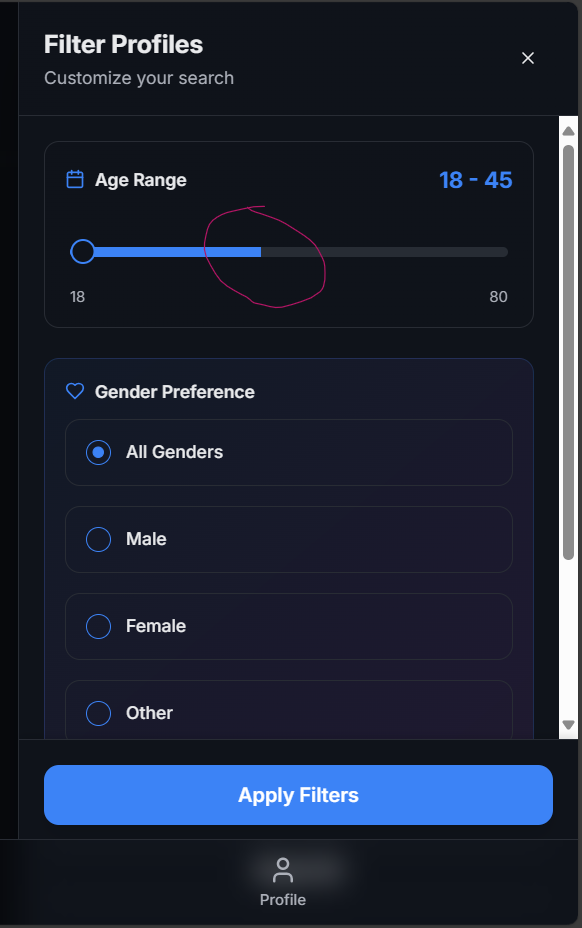 Filter Profiles
Customize your search
Age Range
18 - 45
18
80
Gender Preference
All Genders
Male
Female
Other
Apply Filters
Profile